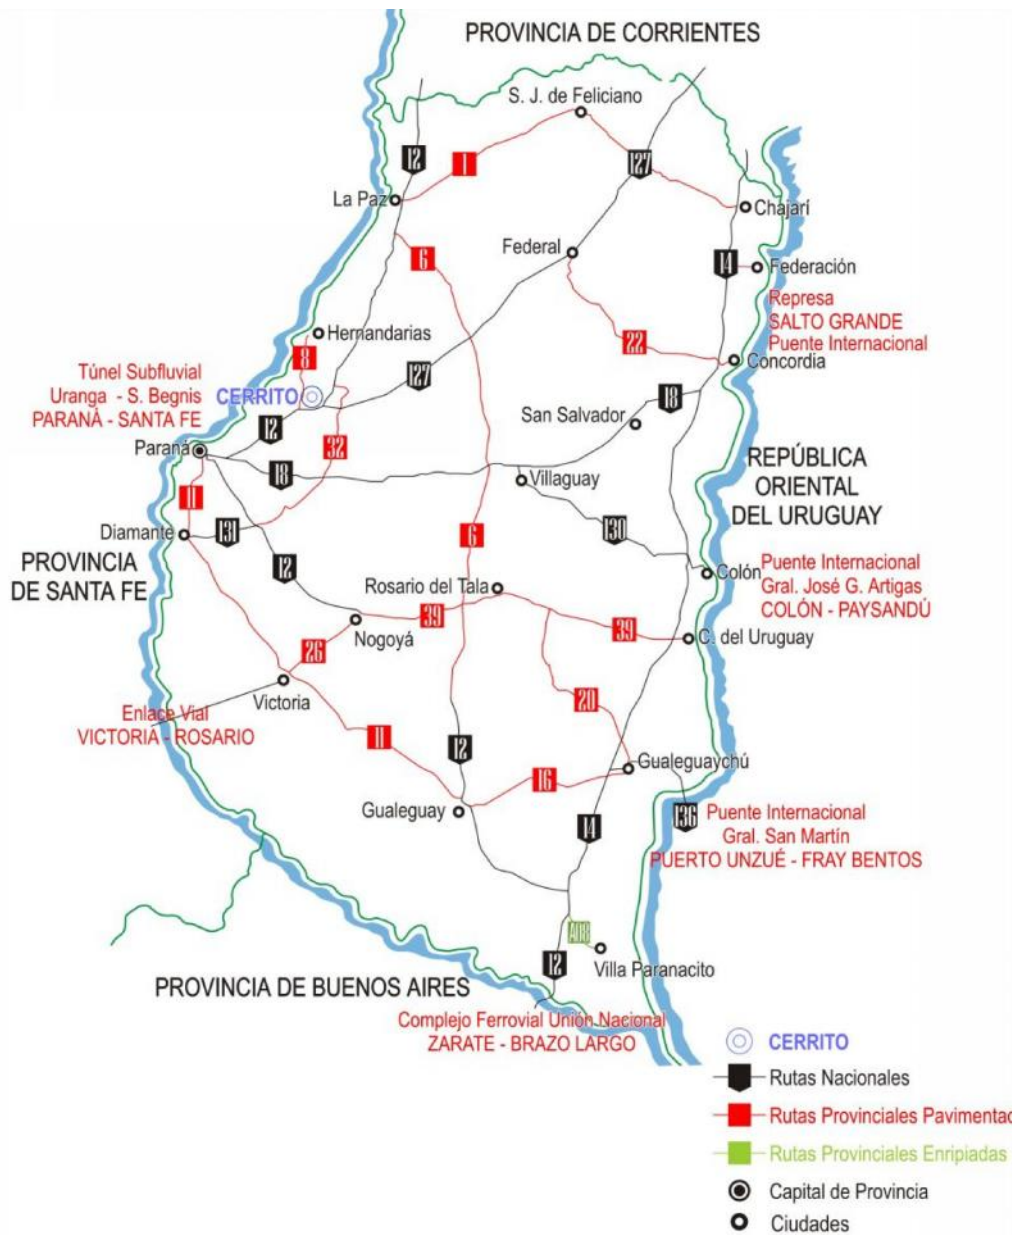 PROVINCIA DE CORRIENTES
S. J. de Feliciano
12
1
127
La Paz
Chajarí
6
Federal
14
Federación
Represa
SALTO GRANDE
Puente Internacional
Hernandarias
8
22
Concordia
Túnel Subfluvial
Uranga - S. Begnis
PARANÁ - SANTA FE
CERRITO
127
18
San Salvador
12
32
Paraná
18
Villaguay
REPÚBLICA
ORIENTAL
DEL URUGUAY
11
Diamante
131
6
130
PROVINCIA
DE SANTA FE
12
Rosario del Tala
Colón
Puente Internacional
Gral. José G. Artigas
COLÓN - PAYSANDÚ
39
39
Nogoyá
C. del Uruguay
26
Victoria
20
Enlace Vial
VICTORIA - ROSARIO
11
12
Gualeguaychú
16
Gualeguay
14
136
Puente Internacional
Gral. San Martín
PUERTO UNZUÉ - FRAY BENTOS
A08
12
Villa Paranacito
PROVINCIA DE BUENOS AIRES
Complejo Ferrovial Unión Nacional
ZARATE - BRAZO LARGO
CERRITO
Rutas Nacionales
Rutas Provinciales Pavimentad
Rutas Provinciales Enripiadas
Capital de Provincia
Ciudades